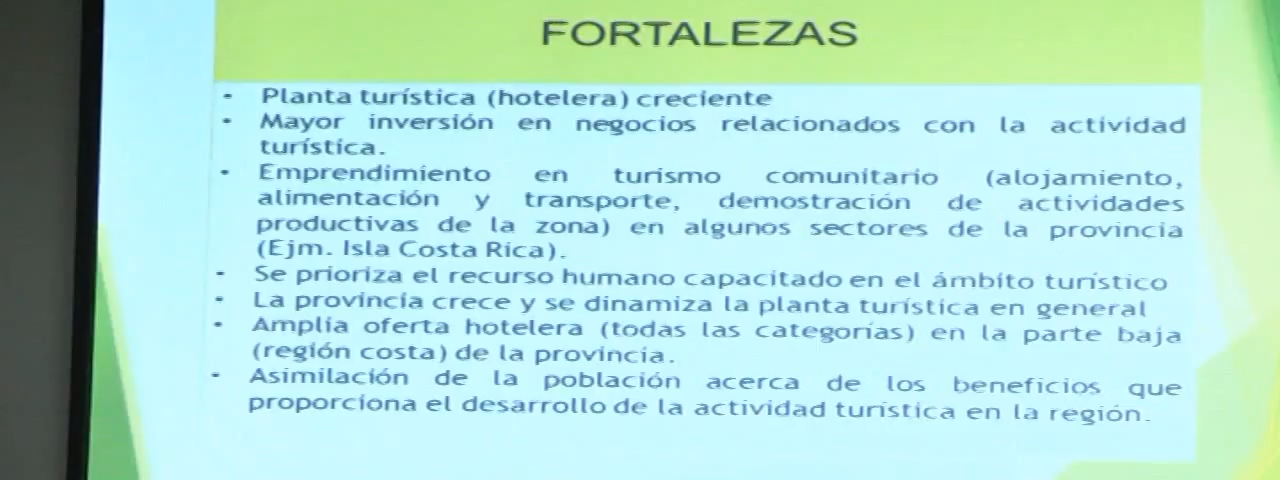 FORTALEZAS
• Planta turística (hotelera) creciente
• Mayor inversión en negocios relacionados con la actividad
turística.
• Emprendimiento en turismo comunitario (alojamiento,
alimentación y transporte, demostración de actividades
productivas de la zona) en algunos sectores de la provincia
(Ejm. Isla Costa Rica).
• Se prioriza el recurso humano capacitado en el ámbito turístico
• La provincia crece y se dinamiza la planta turística en general
• Amplia oferta hotelera (todas las categorías) en la parte baja
(región costa) de la provincia.
• Asimilación de la población acerca de los beneficios que
proporciona el desarrollo de la actividad turística en la región.